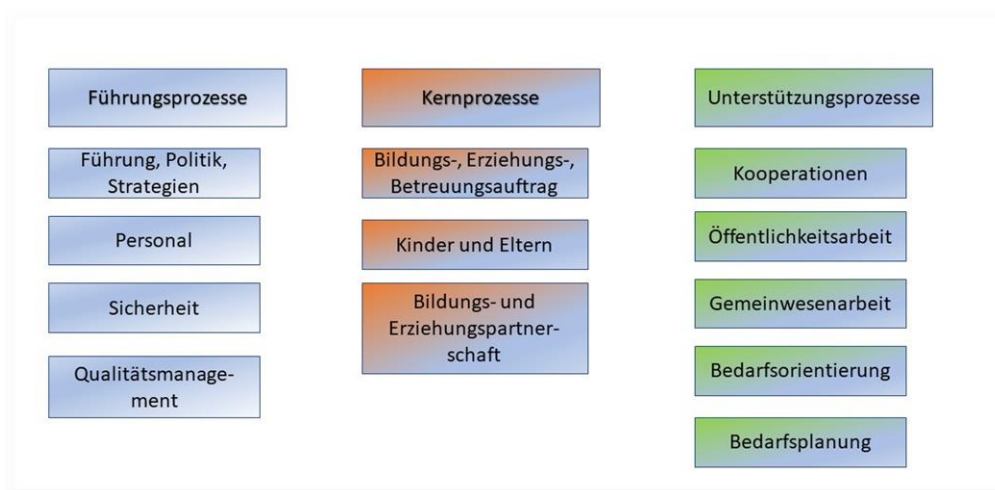 Führungsprozesse
Führung, Politik,
Strategien
Personal
Sicherheit
Qualitätsmanage-
ment
Kernprozesse
Bildungs-, Erziehungs-,
Betreuungsauftrag
Kinder und Eltern
Bildungs- und
Erziehungspartner-
schaft
Unterstützungsprozesse
Kooperationen
Öffentlichkeitsarbeit
Gemeinwesenarbeit
Bedarfsorientierung
Bedarfsplanung